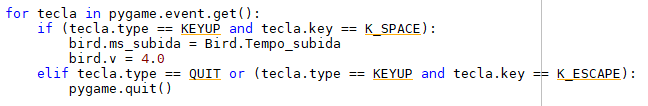 for tecla in pygame.event.get():
    if (tecla.type == KEYUP and tecla.key == K_SPACE):
        bird.ms_subida = Bird.Tempo_subida
        bird.v = 4.0
    elif tecla.type == QUIT or (tecla.type == KEYUP and tecla.key == K_ESCAPE):
        pygame.quit()